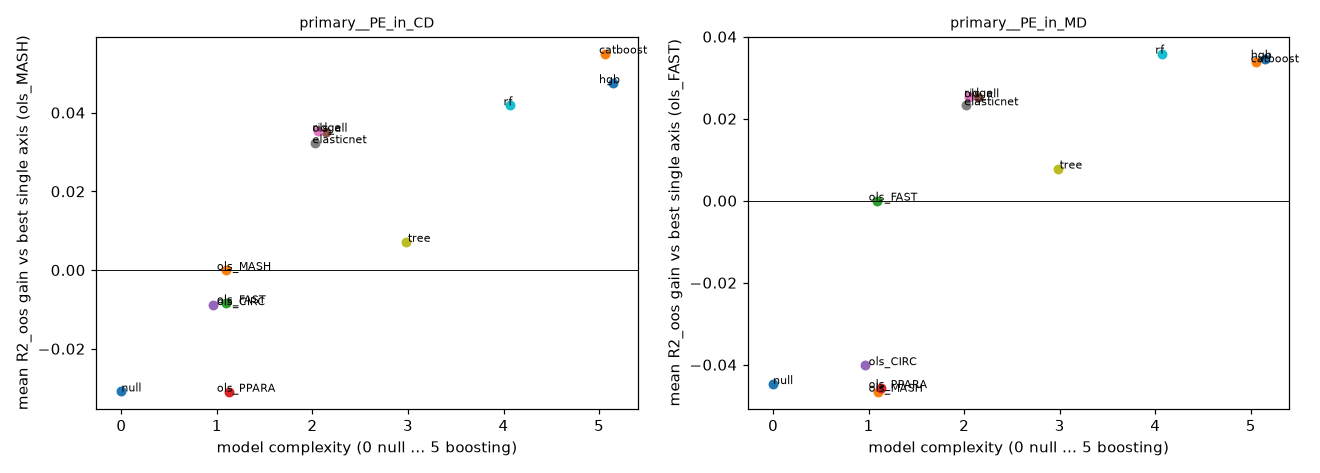 primary__PE_in_CD
mean R2_oos gain vs best single axis (ols_MASH)
0.04
0.02
0.00
−0.02
catboost
hgb
rf
elasticnet
tree
ols_MASH
ols_FAST
ols_CIRC
null
ols_PPARA
0 1 2 3 4 5
model complexity (0 null ... 5 boosting)
primary__PE_in_MD
mean R2_oos gain vs best single axis (ols_FAST)
0.04
0.02
0.00
−0.02
−0.04
rf
hgb
catboost
elasticnet
tree
ols_FAST
ols_CIRC
null
ols_PPARA
ols_MASH
0 1 2 3 4 5
model complexity (0 null ... 5 boosting)